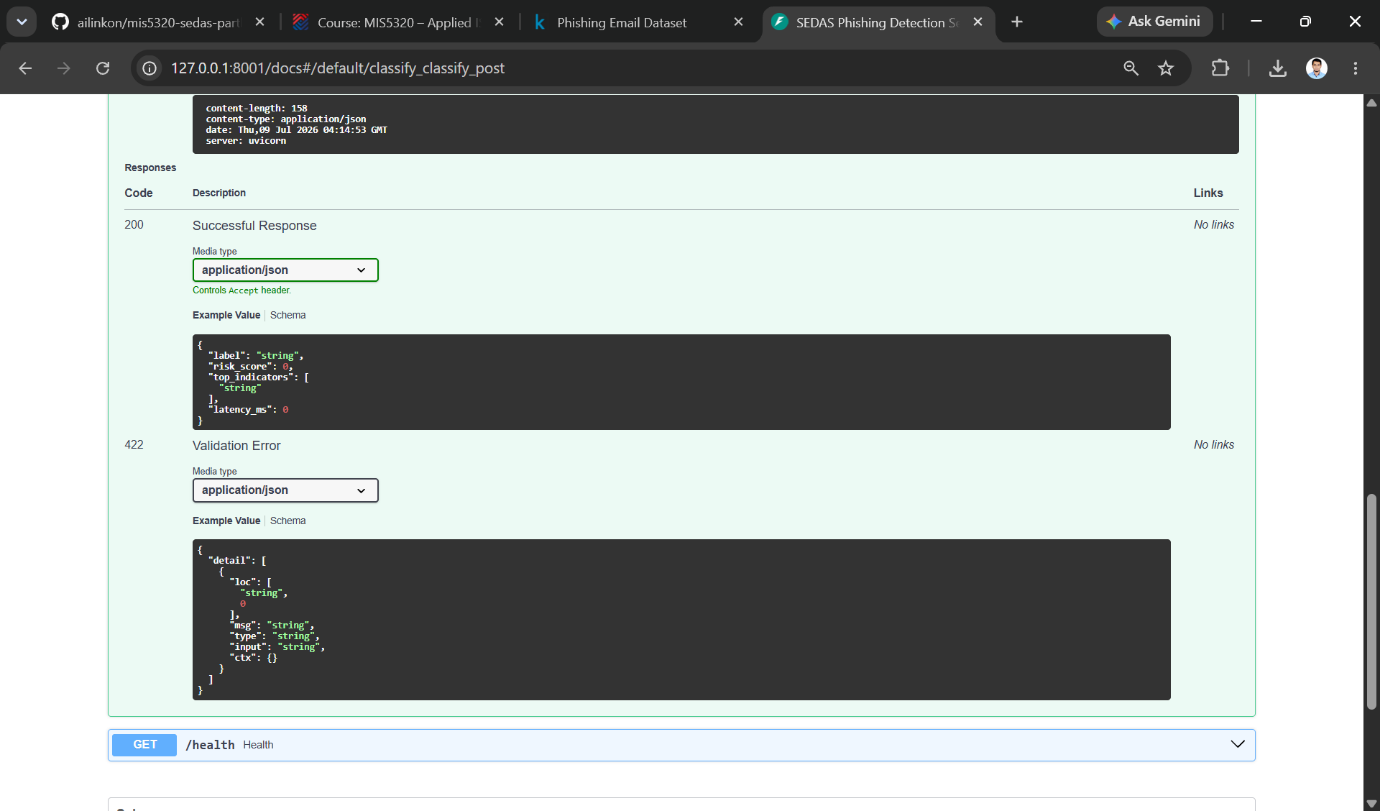 ailinkon/mis5320-sedas-part
Course: MIS5320 – Applied I
Phishing Email Dataset
SEDAS Phishing Detection Se
Ask Gemini
127.0.0.1:8001/docs#/default/classify_classify_post
content-length: 158
content-type: application/json
date: Thu,09 Jul 2026 04:14:53 GMT
server: uvicorn
Responses
Code Description Links
200 Successful Response No links
Media type
application/json
Controls Accept header.
Example Value Schema
{
"label": "string",
"risk_score": 0,
"top_indicators": [
"string"
],
"latency_ms": 0
}
422 Validation Error No links
Media type
application/json
Example Value Schema
{
"detail": [
{
"loc": [
"string",
0
],
"msg": "string",
"type": "string",
"input": "string",
"ctx": {}
}
]
}
GET /health Health